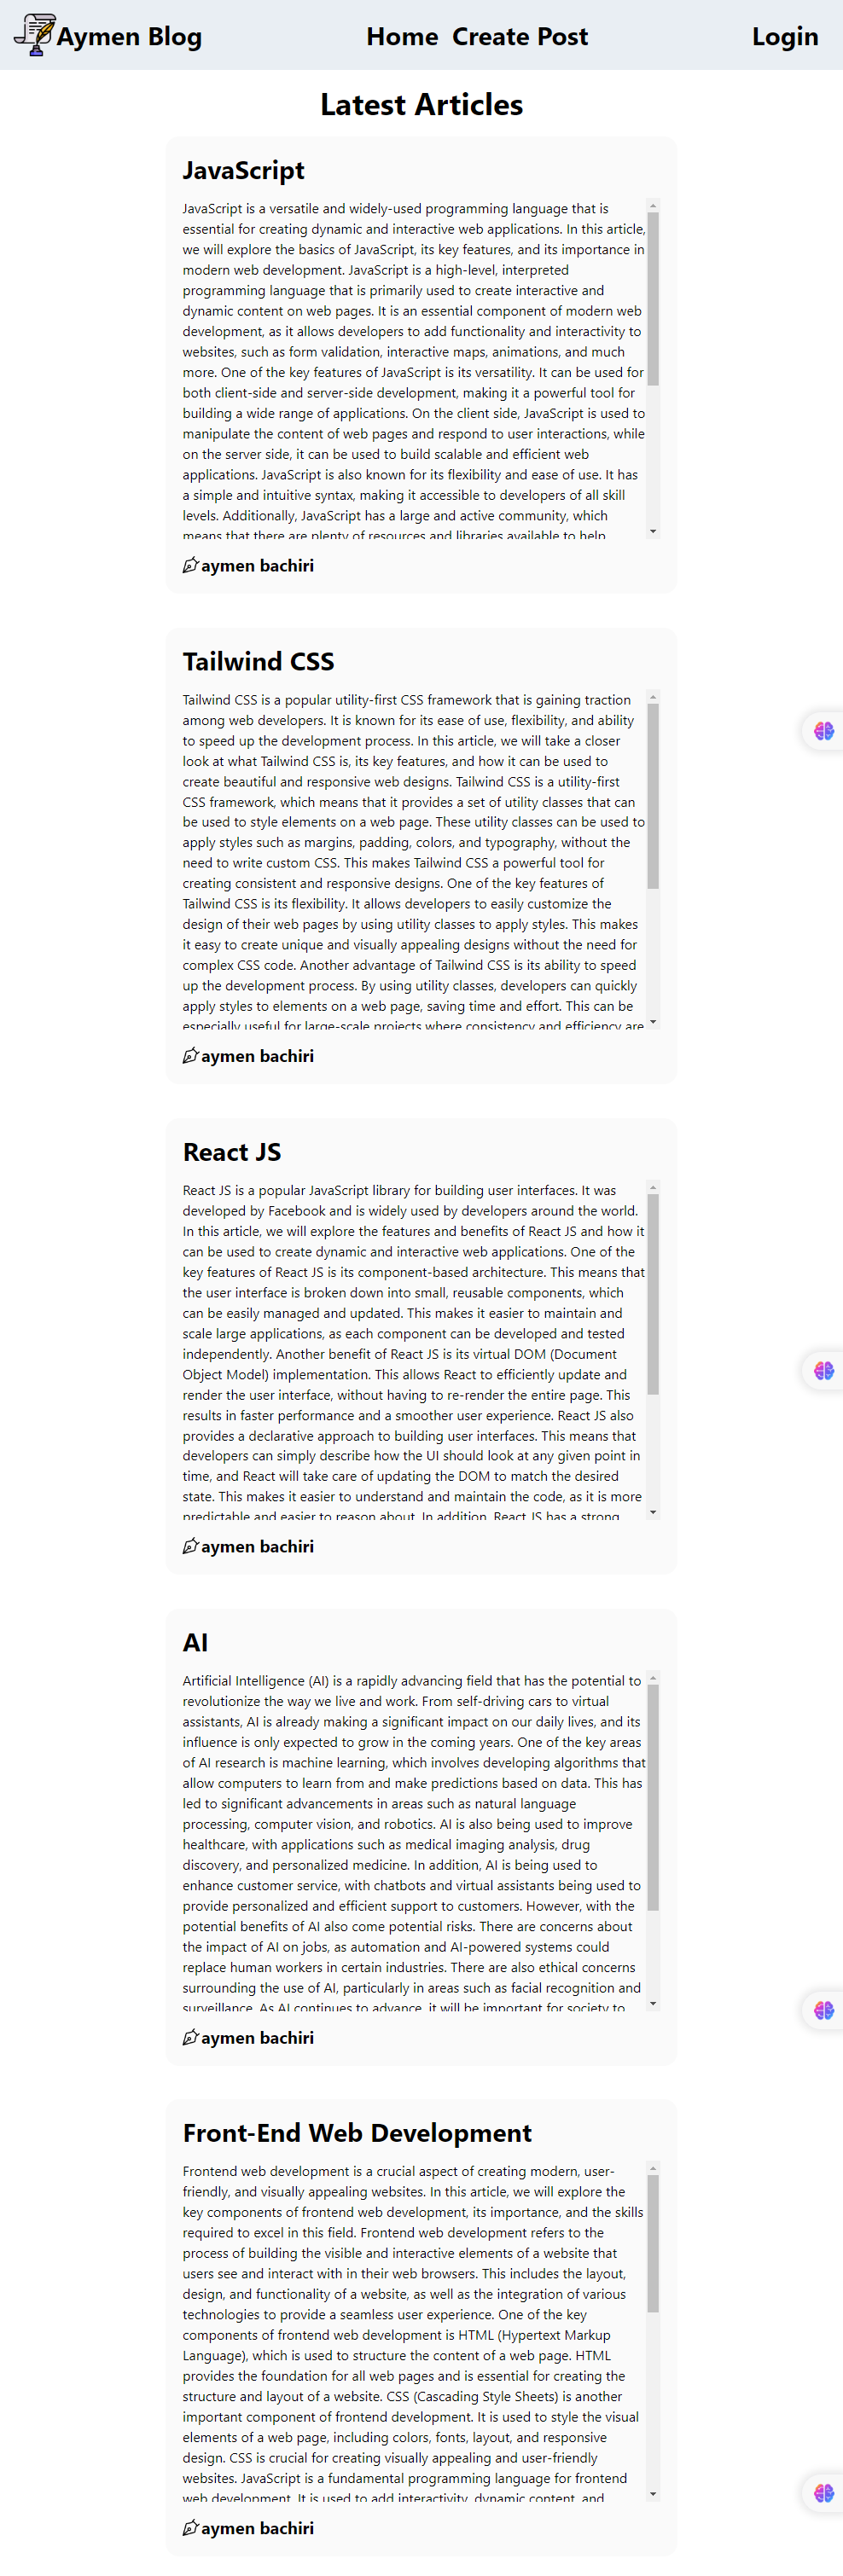 Aymen Blog
Home Create Post
Login
Latest Articles
JavaScript
JavaScript is a versatile and widely-used programming language that is
essential for creating dynamic and interactive web applications. In this article,
we will explore the basics of JavaScript, its key features, and its importance in
modern web development. JavaScript is a high-level, interpreted
programming language that is primarily used to create interactive and
dynamic content on web pages. It is an essential component of modern web
development, as it allows developers to add functionality and interactivity to
websites, such as form validation, interactive maps, animations, and much
more. One of the key features of JavaScript is its versatility. It can be used for
both client-side and server-side development, making it a powerful tool for
building a wide range of applications. On the client side, JavaScript is used to
manipulate the content of web pages and respond to user interactions, while
on the server side, it can be used to build scalable and efficient web
applications. JavaScript is also known for its flexibility and ease of use. It has
a simple and intuitive syntax, making it accessible to developers of all skill
levels. Additionally, JavaScript has a large and active community, which
means that there are plenty of resources and libraries available to help
aymen bachiri
Tailwind CSS
Tailwind CSS is a popular utility-first CSS framework that is gaining traction
among web developers. It is known for its ease of use, flexibility, and ability
to speed up the development process. In this article, we will take a closer
look at what Tailwind CSS is, its key features, and how it can be used to
create beautiful and responsive web designs. Tailwind CSS is a utility-first
CSS framework, which means that it provides a set of utility classes that can
be used to style elements on a web page. These utility classes can be used to
apply styles such as margins, padding, colors, and typography, without the
need to write custom CSS. This makes Tailwind CSS a powerful tool for
creating consistent and responsive designs. One of the key features of
Tailwind CSS is its flexibility. It allows developers to easily customize the
design of their web pages by using utility classes to apply styles. This makes
it easy to create unique and visually appealing designs without the need for
complex CSS code. Another advantage of Tailwind CSS is its ability to speed
up the development process. By using utility classes, developers can quickly
apply styles to elements on a web page, saving time and effort. This can be
especially useful for large-scale projects where consistency and efficiency are
aymen bachiri
React JS
React JS is a popular JavaScript library for building user interfaces. It was
developed by Facebook and is widely used by developers around the world.
In this article, we will explore the features and benefits of React JS and how it
can be used to create dynamic and interactive web applications. One of the
key features of React JS is its component-based architecture. This means that
the user interface is broken down into small, reusable components, which
can be easily managed and updated. This makes it easier to maintain and
scale large applications, as each component can be developed and tested
independently. Another benefit of React JS is its virtual DOM (Document
Object Model) implementation. This allows React to efficiently update and
render the user interface, without having to re-render the entire page. This
results in faster performance and a smoother user experience. React JS also
provides a declarative approach to building user interfaces. This means that
developers can simply describe how the UI should look at any given point in
time, and React will take care of updating the DOM to match the desired
state. This makes it easier to understand and maintain the code, as it is more
predictable and easier to reason about. In addition, React JS has a strong
aymen bachiri
AI
Artificial Intelligence (AI) is a rapidly advancing field that has the potential to
revolutionize the way we live and work. From self-driving cars to virtual
assistants, AI is already making a significant impact on our daily lives, and its
influence is only expected to grow in the coming years. One of the key areas
of AI research is machine learning, which involves developing algorithms that
allow computers to learn from and make predictions based on data. This has
led to significant advancements in areas such as natural language
processing, computer vision, and robotics. AI is also being used to improve
healthcare, with applications such as medical imaging analysis, drug
discovery, and personalized medicine. In addition, AI is being used to
enhance customer service, with chatbots and virtual assistants being used to
provide personalized and efficient support to customers. However, with the
potential benefits of AI also come potential risks. There are concerns about
the impact of AI on jobs, as automation and AI-powered systems could
replace human workers in certain industries. There are also ethical concerns
surrounding the use of AI, particularly in areas such as facial recognition and
surveillance. As AI continues to advance, it will be important for society to
aymen bachiri
Front-End Web Development
Frontend web development is a crucial aspect of creating modern, user-
friendly, and visually appealing websites. In this article, we will explore the
key components of frontend web development, its importance, and the skills
required to excel in this field. Frontend web development refers to the
process of building the visible and interactive elements of a website that
users see and interact with in their web browsers. This includes the layout,
design, and functionality of a website, as well as the integration of various
technologies to provide a seamless user experience. One of the key
components of frontend web development is HTML (Hypertext Markup
Language), which is used to structure the content of a web page. HTML
provides the foundation for all web pages and is essential for creating the
structure and layout of a website. CSS (Cascading Style Sheets) is another
important component of frontend development. It is used to style the visual
elements of a web page, including colors, fonts, layout, and responsive
design. CSS is crucial for creating visually appealing and user-friendly
websites. JavaScript is a fundamental programming language for frontend
web development. It is used to add interactivity, dynamic content, and
aymen bachiri